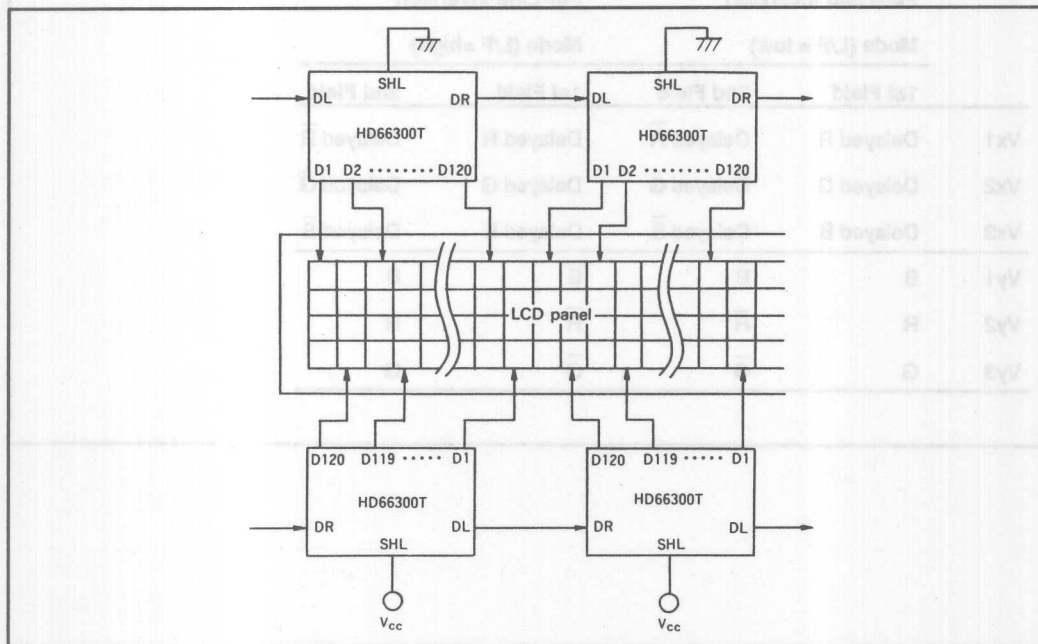 SHL SHL
DL DR DL DR
HD66300T HD66300T
D1 D2 ········ D120 D1 D2 ········ D120
LCD panel
D120 D119 ······ D1 D120 D119 ······ D1
HD66300T HD66300T
DR DL DR DL
SHL SHL
Vcc Vcc